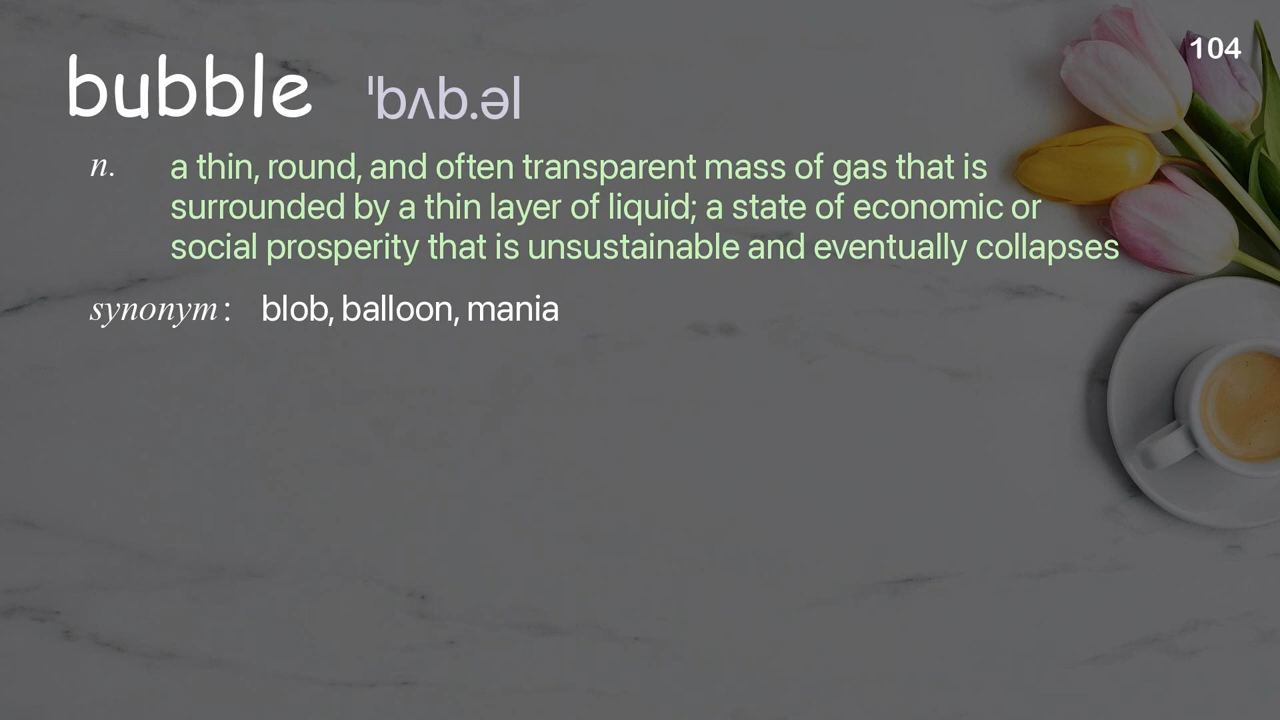 104
bubble ˈbʌb.əl
n. a thin, round, and often transparent mass of gas that is
surrounded by a thin layer of liquid; a state of economic or
social prosperity that is unsustainable and eventually collapses
synonym: blob, balloon, mania